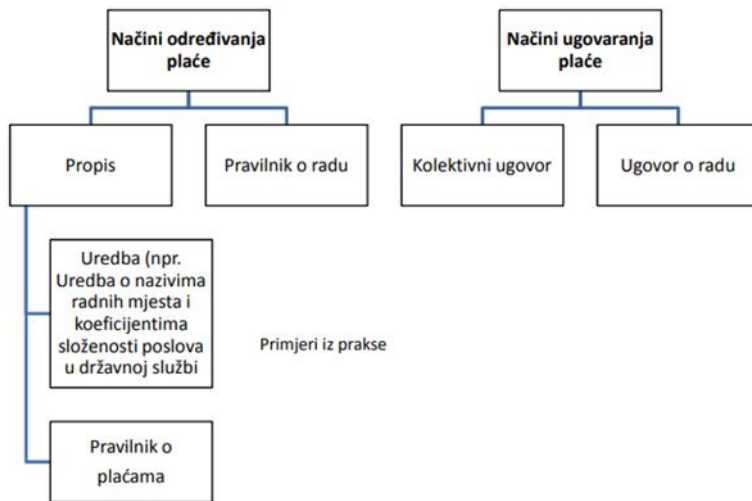 Načini određivanja
plaće
Načini ugovaranja
plaće
Propis
Pravilnik o radu
Kolektivni ugovor
Ugovor o radu
Uredba (npr.
Uredba o nazivima
radnih mjesta i
koeficijentima
složenosti poslova
u državnoj službi
Primjeri iz prakse
Pravilnik o
plaćama